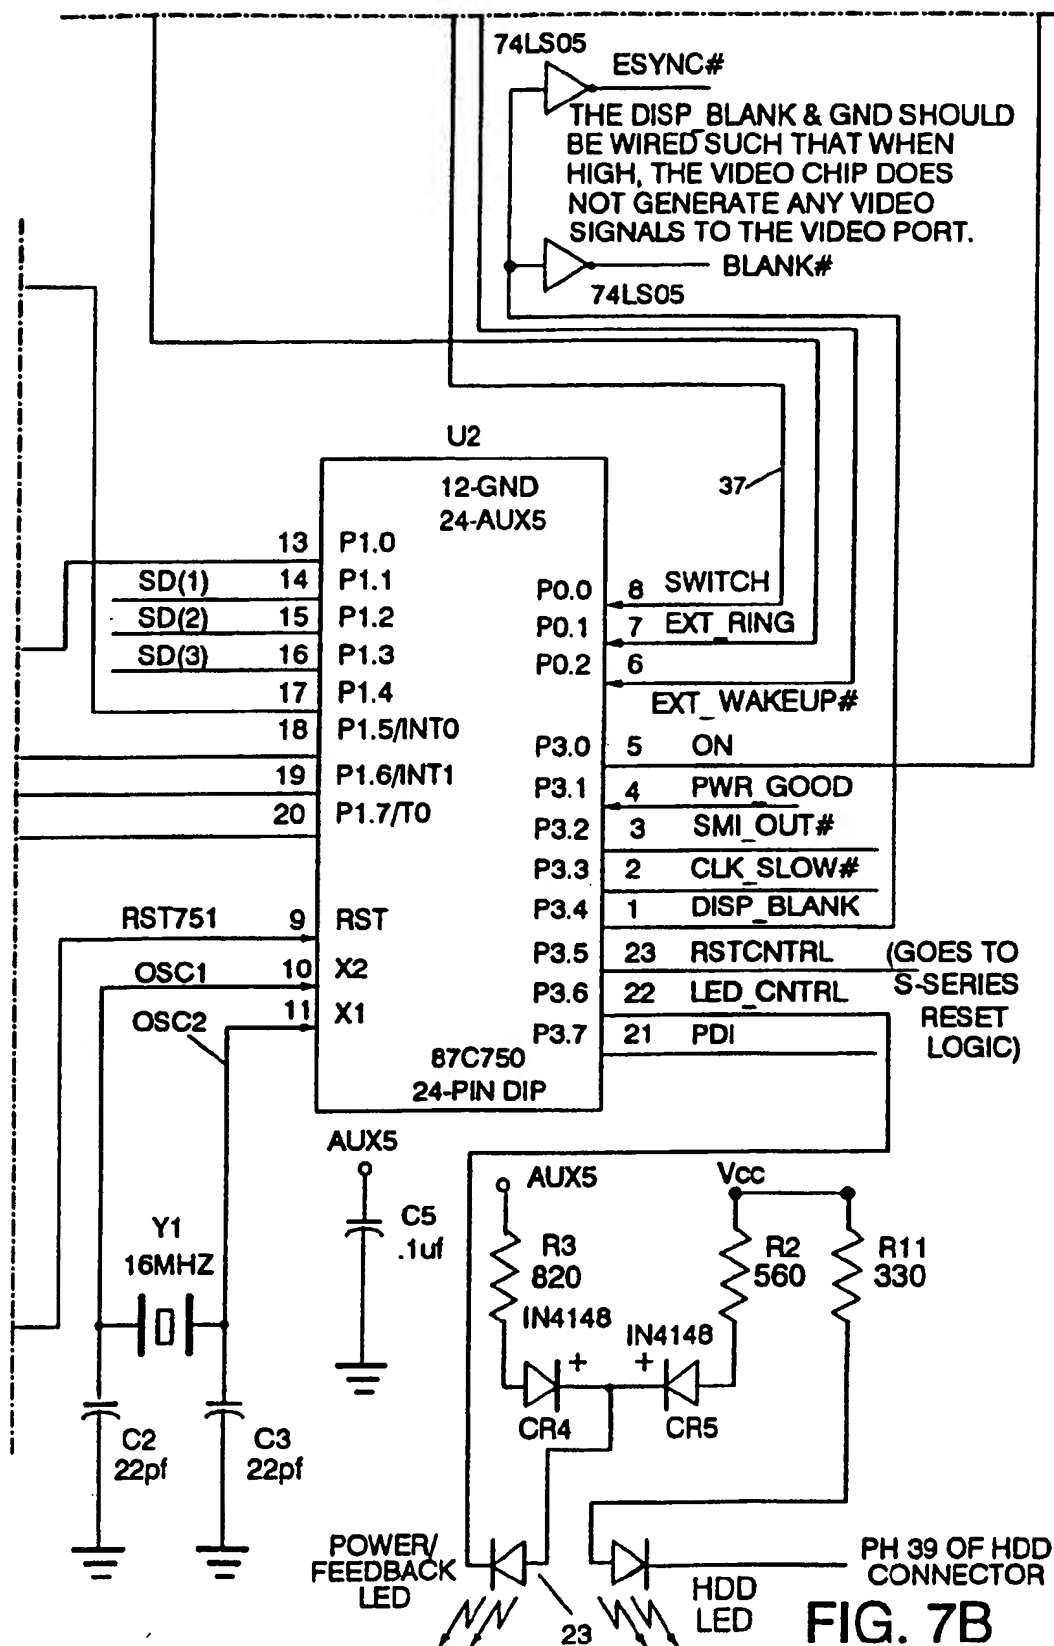 74LS05
ESYNC#
THE DISP_BLANK & GND SHOULD
BE WIRED SUCH THAT WHEN
HIGH, THE VIDEO CHIP DOES
NOT GENERATE ANY VIDEO
SIGNALS TO THE VIDEO PORT.
BLANK#
74LS05
U2
12-GND
24-AUX5
37
13 P1.0
SD(1) 14 P1.1
SD(2) 15 P1.2
SD(3) 16 P1.3
17 P1.4
18 P1.5/INT0
19 P1.6/INT1
20 P1.7/T0
P0.0 8 SWITCH
P0.1 7 EXT_RING
P0.2 6
EXT_WAKEUP#
P3.0 5 ON
P3.1 4 PWR_GOOD
P3.2 3 SMI_OUT#
P3.3 2 CLK_SLOW#
P3.4 1 DISP_BLANK
P3.5 23 RSTCNTRL
P3.6 22 LED_CNTRL
P3.7 21 PDI
(GOES TO
S-SERIES
RESET
LOGIC)
RST751 9 RST
OSC1 10 X2
OSC2 11 X1
87C750
24-PIN DIP
AUX5
C5
.1uf
Y1
16MHZ
C2
22pf
C3
22pf
AUX5
R3
820
IN4148
CR4
+
Vcc
R2
560
R11
330
IN4148
+
CR5
POWER/
FEEDBACK
LED
23
HDD
LED
PH 39 OF HDD
CONNECTOR
FIG. 7B